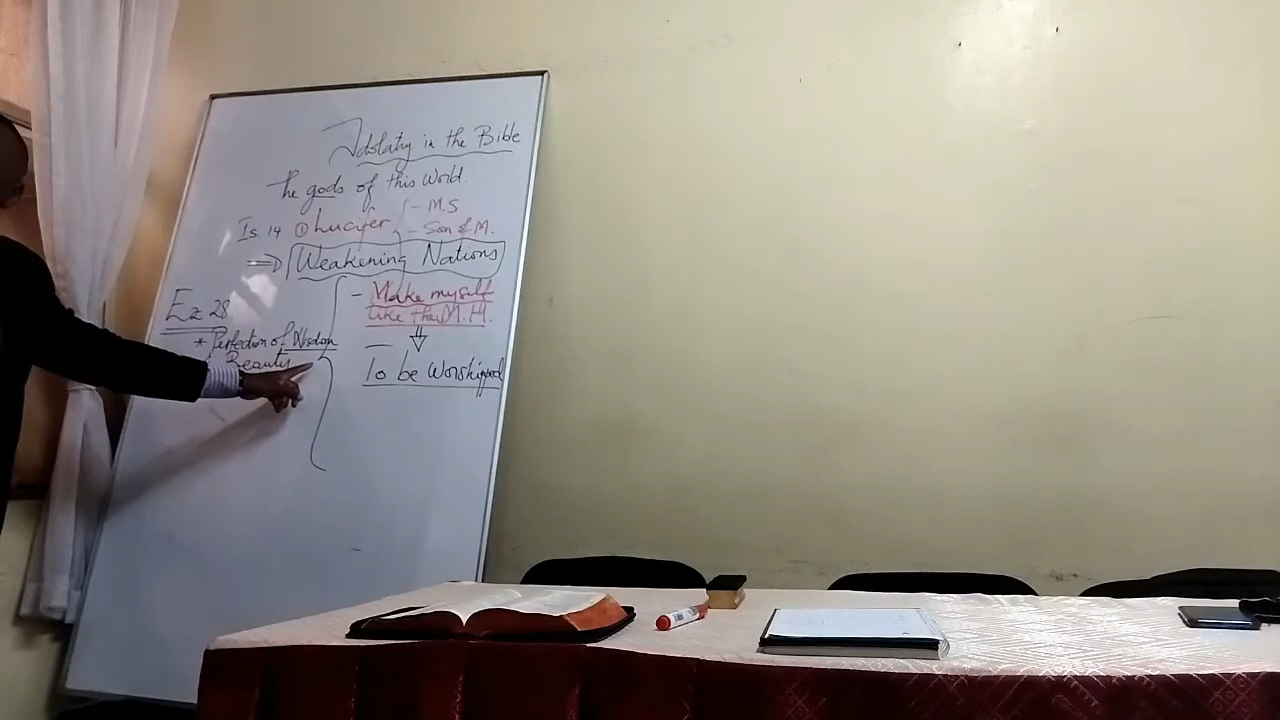 Idolatry in the Bible
The gods of this World.
Is 14 ① Lucifer { - M.S
- Son of M.
⇒ Weakening Nations
- Make myself
like the M.H.
Ez 28
* Perfection of Wisdom
Beauty
To be Worshipped